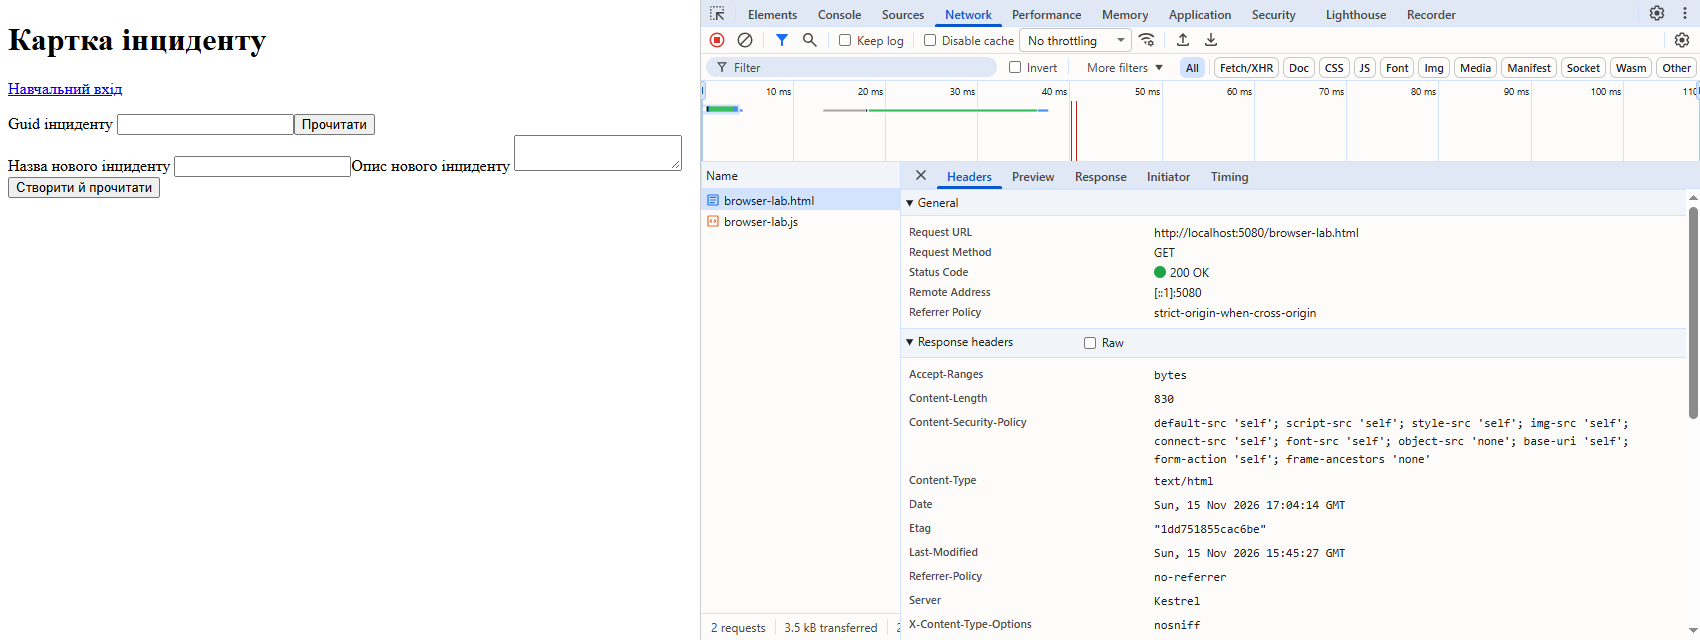 Картка інциденту
Навчальний вхід
Guid інциденту Прочитати
Назва нового інциденту Опис нового інциденту
Створити й прочитати
Elements Console Sources Network Performance Memory Application Security Lighthouse Recorder
Keep log Disable cache No throttling
Filter Invert More filters All Fetch/XHR Doc CSS JS Font Img Media Manifest Socket Wasm Other
10 ms 20 ms 30 ms 40 ms 50 ms 60 ms 70 ms 80 ms 90 ms 100 ms
Name
browser-lab.html
browser-lab.js
2 requests 3.5 kB transferred
Headers Preview Response Initiator Timing
General
Request URL http://localhost:5080/browser-lab.html
Request Method GET
Status Code 200 OK
Remote Address [::1]:5080
Referrer Policy strict-origin-when-cross-origin
Response headers Raw
Accept-Ranges bytes
Content-Length 830
Content-Security-Policy default-src 'self'; script-src 'self'; style-src 'self'; img-src 'self';
connect-src 'self'; font-src 'self'; object-src 'none'; base-uri 'self';
form-action 'self'; frame-ancestors 'none'
Content-Type text/html
Date Sun, 15 Nov 2026 17:04:14 GMT
Etag "1dd751855cac6be"
Last-Modified Sun, 15 Nov 2026 15:45:27 GMT
Referrer-Policy no-referrer
Server Kestrel
X-Content-Type-Options nosniff